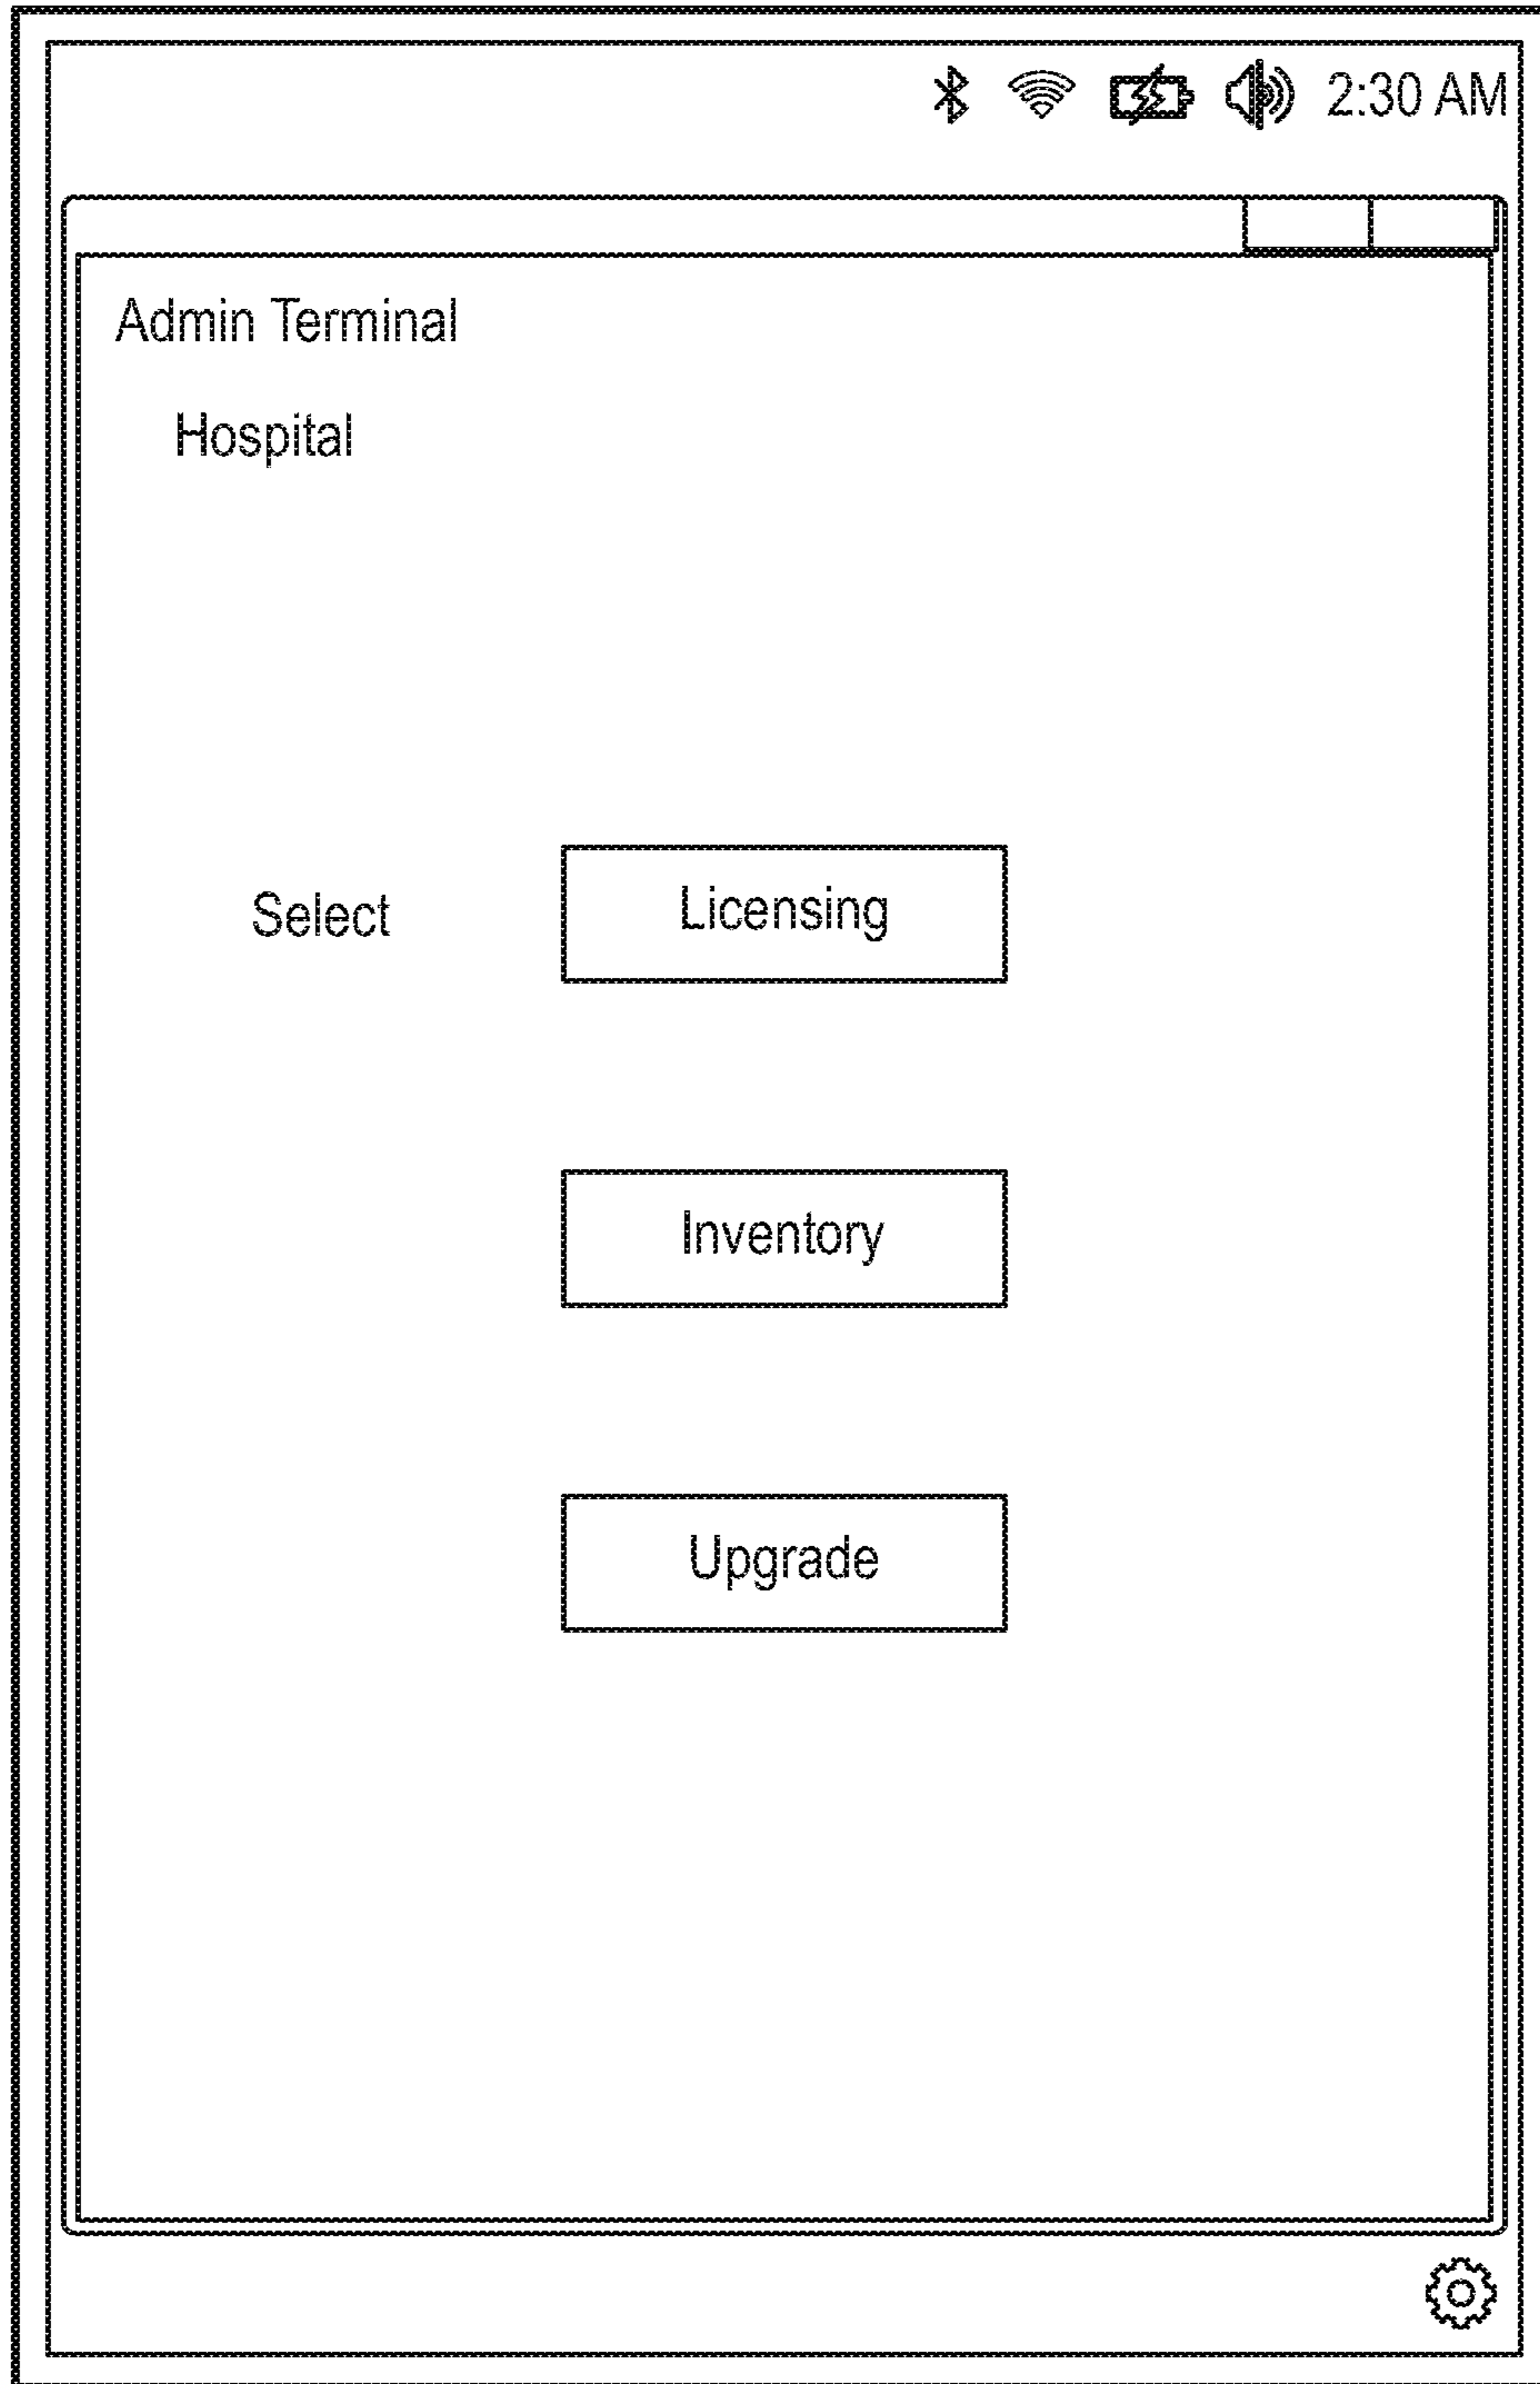 2:30 AM
Admin Terminal
Hospital
Select
Licensing
Inventory
Upgrade